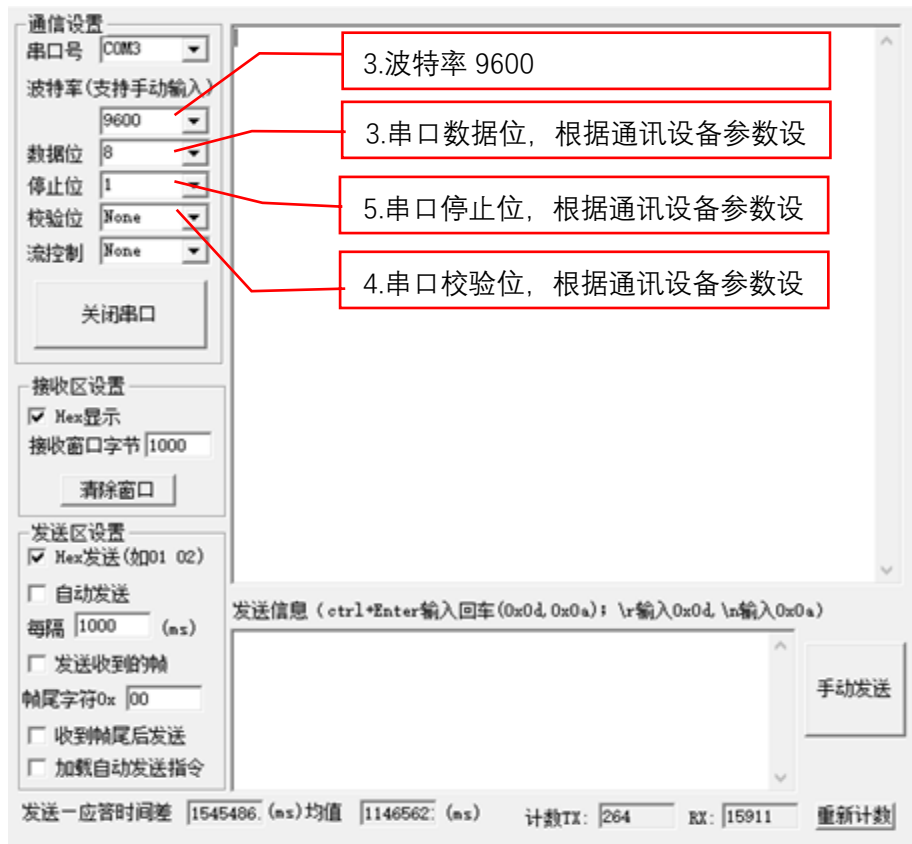 通信设置
串口号 COM3
波特率(支持手动输入)
9600
数据位 8
停止位 1
校验位 None
流控制 None
关闭串口
3.波特率 9600
3.串口数据位，根据通讯设备参数设
5.串口停止位，根据通讯设备参数设
4.串口校验位，根据通讯设备参数设
接收区设置
Hex显示
接收窗口字节 1000
清除窗口
发送区设置
Hex发送(如01 02)
自动发送
每隔 1000 (ms)
发送收到的帧
帧尾字符0x 00
收到帧尾后发送
加载自动发送指令
发送信息（ctrl+Enter输入回车(0x0d,0x0a)；\r输入0x0d,\n输入0x0a)
手动发送
发送一应答时间差 1545486. (ms)均值 1146562 (ms) 计数TX: 264 RX: 15911 重新计数